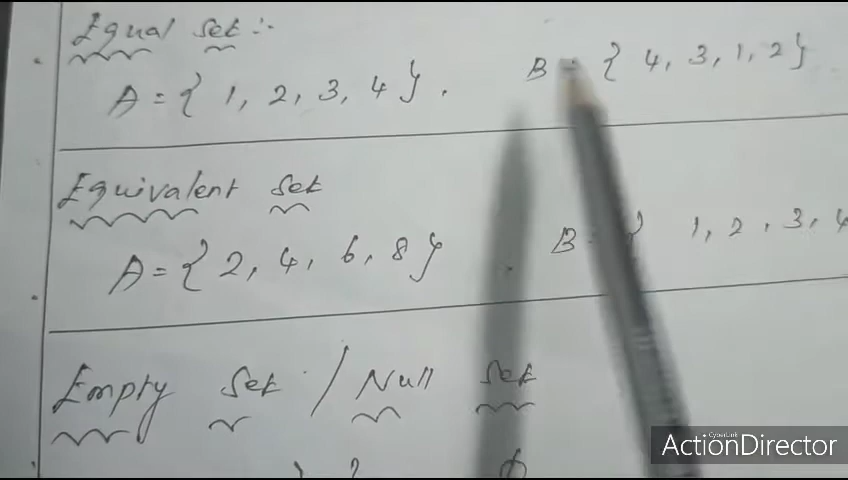 Equal Set :-
A = { 1, 2, 3, 4 } . B = { 4, 3, 1, 2 }
Equivalent Set
A = { 2, 4, 6, 8 } . B = { 1, 2, 3, 4
Empty Set / Null Set
CyberLink
ActionDirector